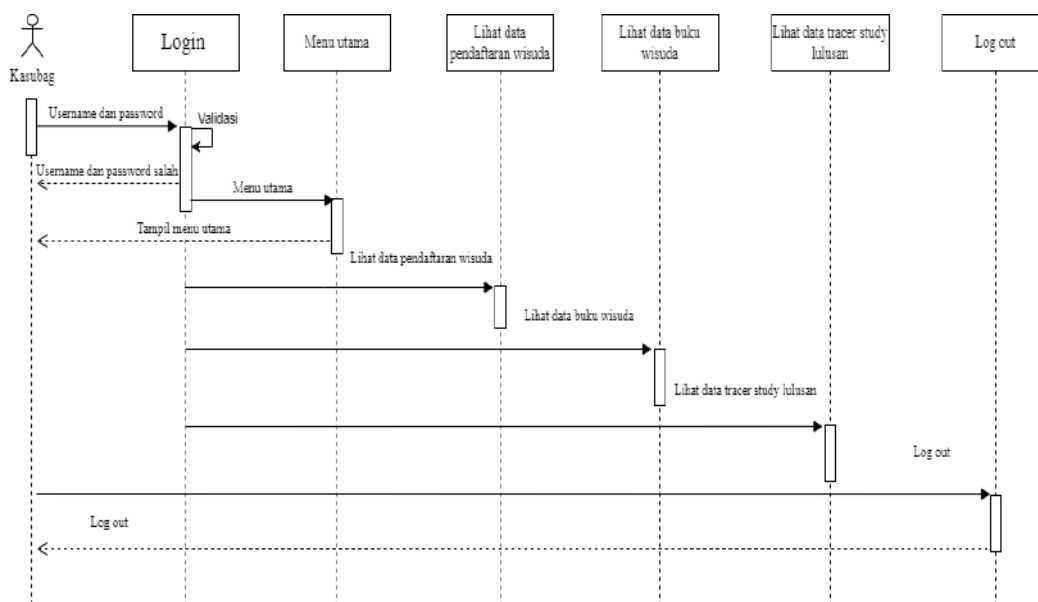 Login
Menu utama
Lihat data
pendaftaran wisuda
Lihat data buku
wisuda
Lihat data tracer study
lulusan
Log out
Kasubag
Username dan password
Validasi
Username dan password salah
Menu utama
Tampil menu utama
Lihat data pendaftaran wisuda
Lihat data buku wisuda
Lihat data tracer study lulusan
Log out
Log out